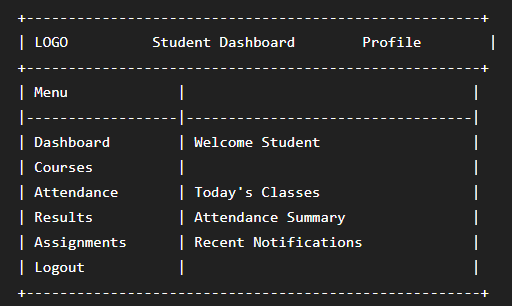 LOGO Student Dashboard Profile
Menu
Dashboard Welcome Student
Courses
Attendance Today's Classes
Results Attendance Summary
Assignments Recent Notifications
Logout